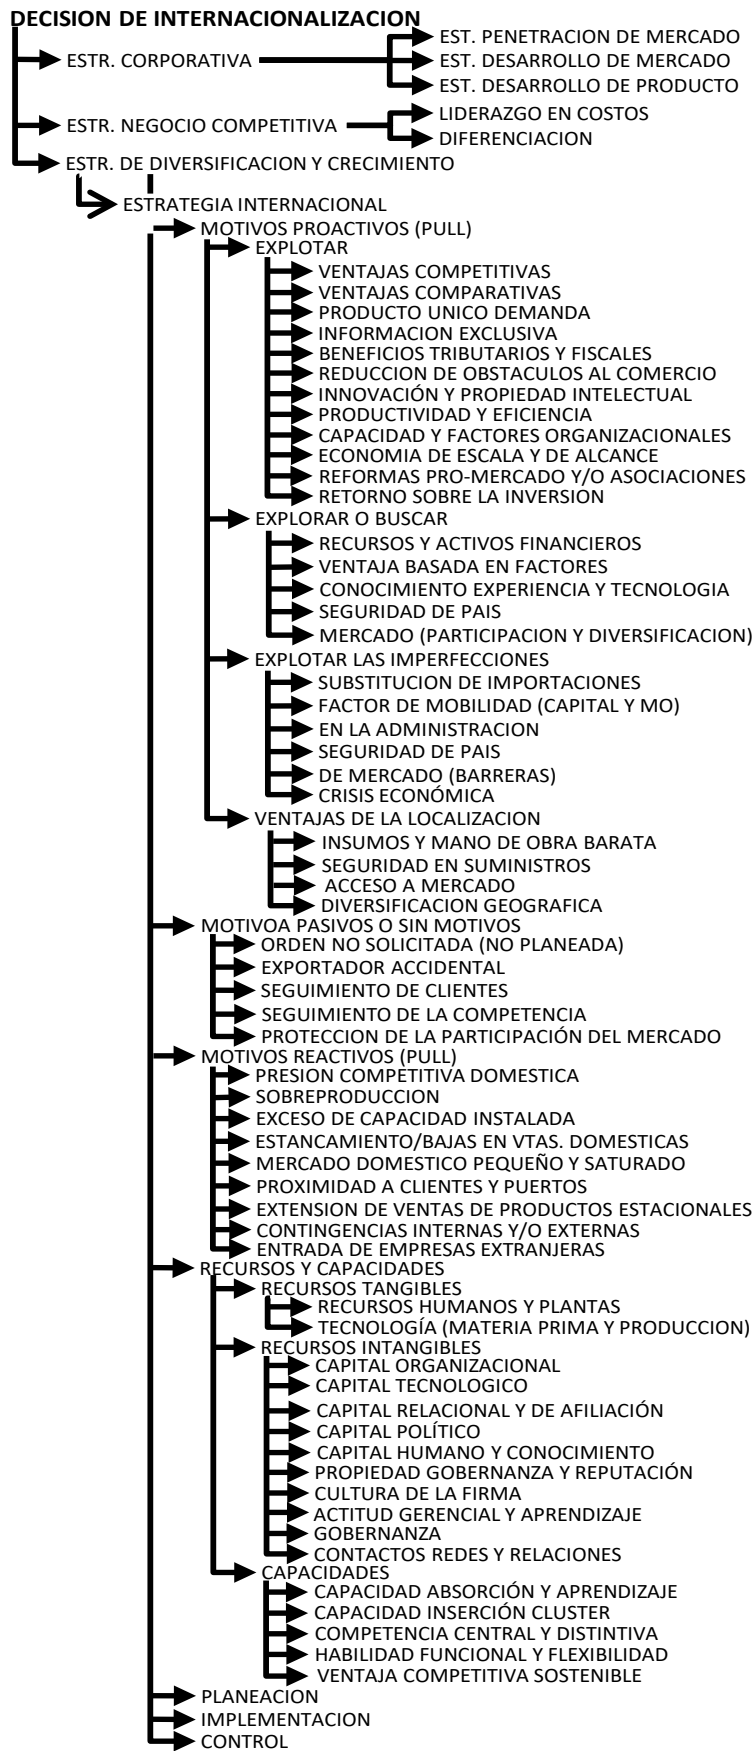 DECISION DE INTERNACIONALIZACION
EST. PENETRACION DE MERCADO
ESTR. CORPORATIVA
EST. DESARROLLO DE MERCADO
EST. DESARROLLO DE PRODUCTO
LIDERAZGO EN COSTOS
ESTR. NEGOCIO COMPETITIVA
DIFERENCIACION
ESTR. DE DIVERSIFICACION Y CRECIMIENTO
ESTRATEGIA INTERNACIONAL
MOTIVOS PROACTIVOS (PULL)
EXPLOTAR
VENTAJAS COMPETITIVAS
VENTAJAS COMPARATIVAS
PRODUCTO UNICO DEMANDA
INFORMACION EXCLUSIVA
BENEFICIOS TRIBUTARIOS Y FISCALES
REDUCCION DE OBSTACULOS AL COMERCIO
INNOVACIÓN Y PROPIEDAD INTELECTUAL
PRODUCTIVIDAD Y EFICIENCIA
CAPACIDAD Y FACTORES ORGANIZACIONALES
ECONOMIA DE ESCALA Y DE ALCANCE
REFORMAS PRO-MERCADO Y/O ASOCIACIONES
RETORNO SOBRE LA INVERSION
EXPLORAR O BUSCAR
RECURSOS Y ACTIVOS FINANCIEROS
VENTAJA BASADA EN FACTORES
CONOCIMIENTO EXPERIENCIA Y TECNOLOGIA
SEGURIDAD DE PAIS
MERCADO (PARTICIPACION Y DIVERSIFICACION)
EXPLOTAR LAS IMPERFECCIONES
SUBSTITUCION DE IMPORTACIONES
FACTOR DE MOBILIDAD (CAPITAL Y MO)
EN LA ADMINISTRACION
SEGURIDAD DE PAIS
DE MERCADO (BARRERAS)
CRISIS ECONÓMICA
VENTAJAS DE LA LOCALIZACION
INSUMOS Y MANO DE OBRA BARATA
SEGURIDAD EN SUMINISTROS
ACCESO A MERCADO
DIVERSIFICACION GEOGRAFICA
MOTIVOA PASIVOS O SIN MOTIVOS
ORDEN NO SOLICITADA (NO PLANEADA)
EXPORTADOR ACCIDENTAL
SEGUIMIENTO DE CLIENTES
SEGUIMIENTO DE LA COMPETENCIA
PROTECCION DE LA PARTICIPACIÓN DEL MERCADO
MOTIVOS REACTIVOS (PULL)
PRESION COMPETITIVA DOMESTICA
SOBREPRODUCCION
EXCESO DE CAPACIDAD INSTALADA
ESTANCAMIENTO/BAJAS EN VTAS. DOMESTICAS
MERCADO DOMESTICO PEQUEÑO Y SATURADO
PROXIMIDAD A CLIENTES Y PUERTOS
EXTENSION DE VENTAS DE PRODUCTOS ESTACIONALES
CONTINGENCIAS INTERNAS Y/O EXTERNAS
ENTRADA DE EMPRESAS EXTRANJERAS
RECURSOS Y CAPACIDADES
RECURSOS TANGIBLES
RECURSOS HUMANOS Y PLANTAS
TECNOLOGÍA (MATERIA PRIMA Y PRODUCCION)
RECURSOS INTANGIBLES
CAPITAL ORGANIZACIONAL
CAPITAL TECNOLOGICO
CAPITAL RELACIONAL Y DE AFILIACIÓN
CAPITAL POLÍTICO
CAPITAL HUMANO Y CONOCIMIENTO
PROPIEDAD GOBERNANZA Y REPUTACIÓN
CULTURA DE LA FIRMA
ACTITUD GERENCIAL Y APRENDIZAJE
GOBERNANZA
CONTACTOS REDES Y RELACIONES
CAPACIDADES
CAPACIDAD ABSORCIÓN Y APRENDIZAJE
CAPACIDAD INSERCIÓN CLUSTER
COMPETENCIA CENTRAL Y DISTINTIVA
HABILIDAD FUNCIONAL Y FLEXIBILIDAD
VENTAJA COMPETITIVA SOSTENIBLE
PLANEACION
IMPLEMENTACION
CONTROL